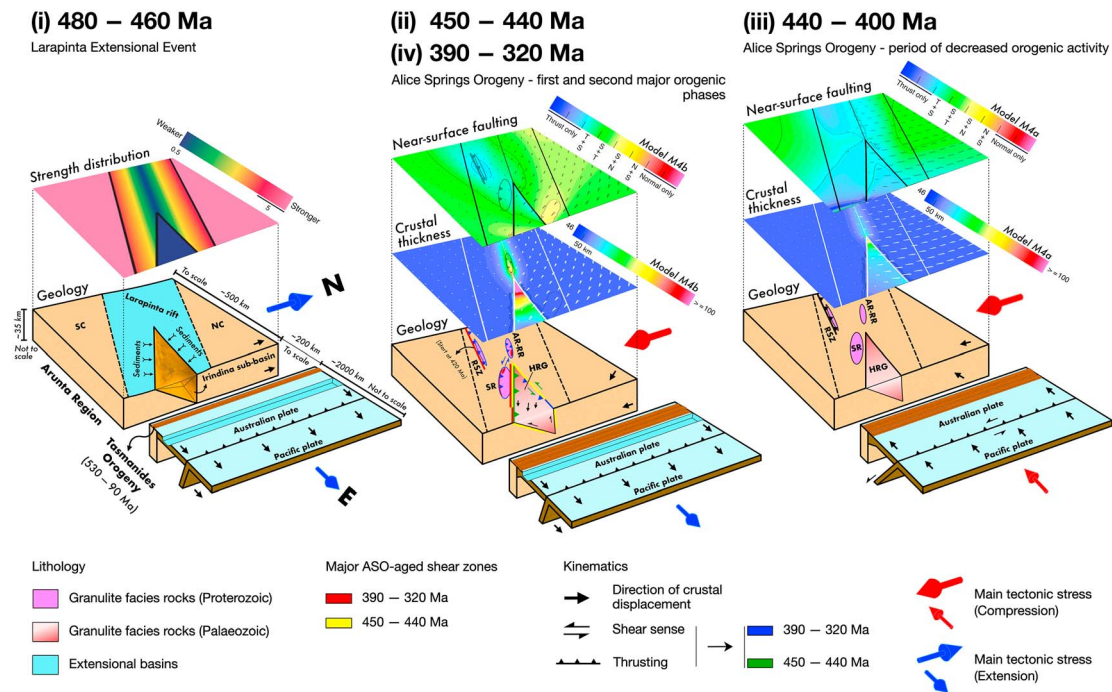 (i) 480 – 460 Ma
Larapinta Extensional Event
(ii) 450 – 440 Ma
(iv) 390 – 320 Ma
Alice Springs Orogeny - first and second major orogenic
phases
(iii) 440 – 400 Ma
Alice Springs Orogeny - period of decreased orogenic activity
Strength distribution
Weaker
0.5
5
Stronger
Geology
~35 km
Not to
scale
SC
Larapinta rift
NC
Sediments
Sediments
Irindina sub-basin
To scale
~500 km
~200 km
To scale
~2000 km
Not to scale
N
E
Arunta Region
Tasmanides
Orogeny
(530 – 90 Ma)
Australian plate
Pacific plate
Near-surface faulting
Thrust only
T
+
S
S
+
T
S
S
+
N
N
+
S
Normal only
Model M4b
Crustal
thickness
46
50 km
>=100
Model M4b
Geology
(Start at 420 Ma)
RSZ
AR-RR
SR
HRG
Australian plate
Pacific plate
Near-surface faulting
Thrust only
T
+
S
S
+
T
S
S
+
N
N
+
S
Normal only
Model M4a
Crustal
thickness
46
50 km
>=100
Model M4a
Geology
RSZ
AR-RR
SR
HRG
Australian plate
Pacific plate
Lithology
Granulite facies rocks (Proterozoic)
Granulite facies rocks (Palaeozoic)
Extensional basins
Major ASO-aged shear zones
390 – 320 Ma
450 – 440 Ma
Kinematics
Direction of crustal
displacement
Shear sense
Thrusting
390 – 320 Ma
450 – 440 Ma
Main tectonic stress
(Compression)
Main tectonic stress
(Extension)